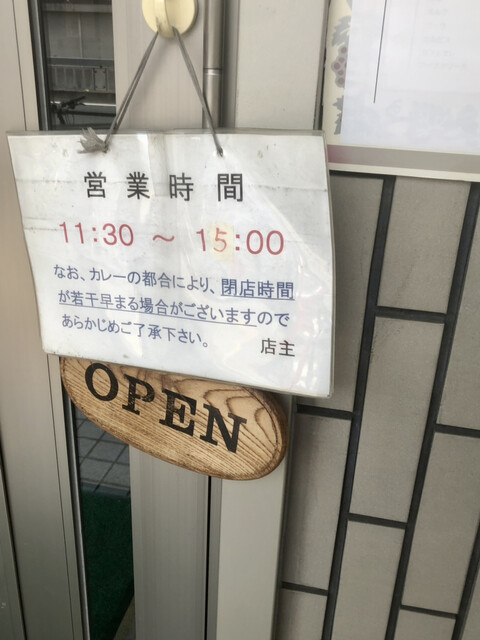 営業時間
11:30 ～ 15:00
なお、カレーの都合により、閉店時間
が若干早まる場合がございますので
あらかじめご了承下さい。
店主
OPEN